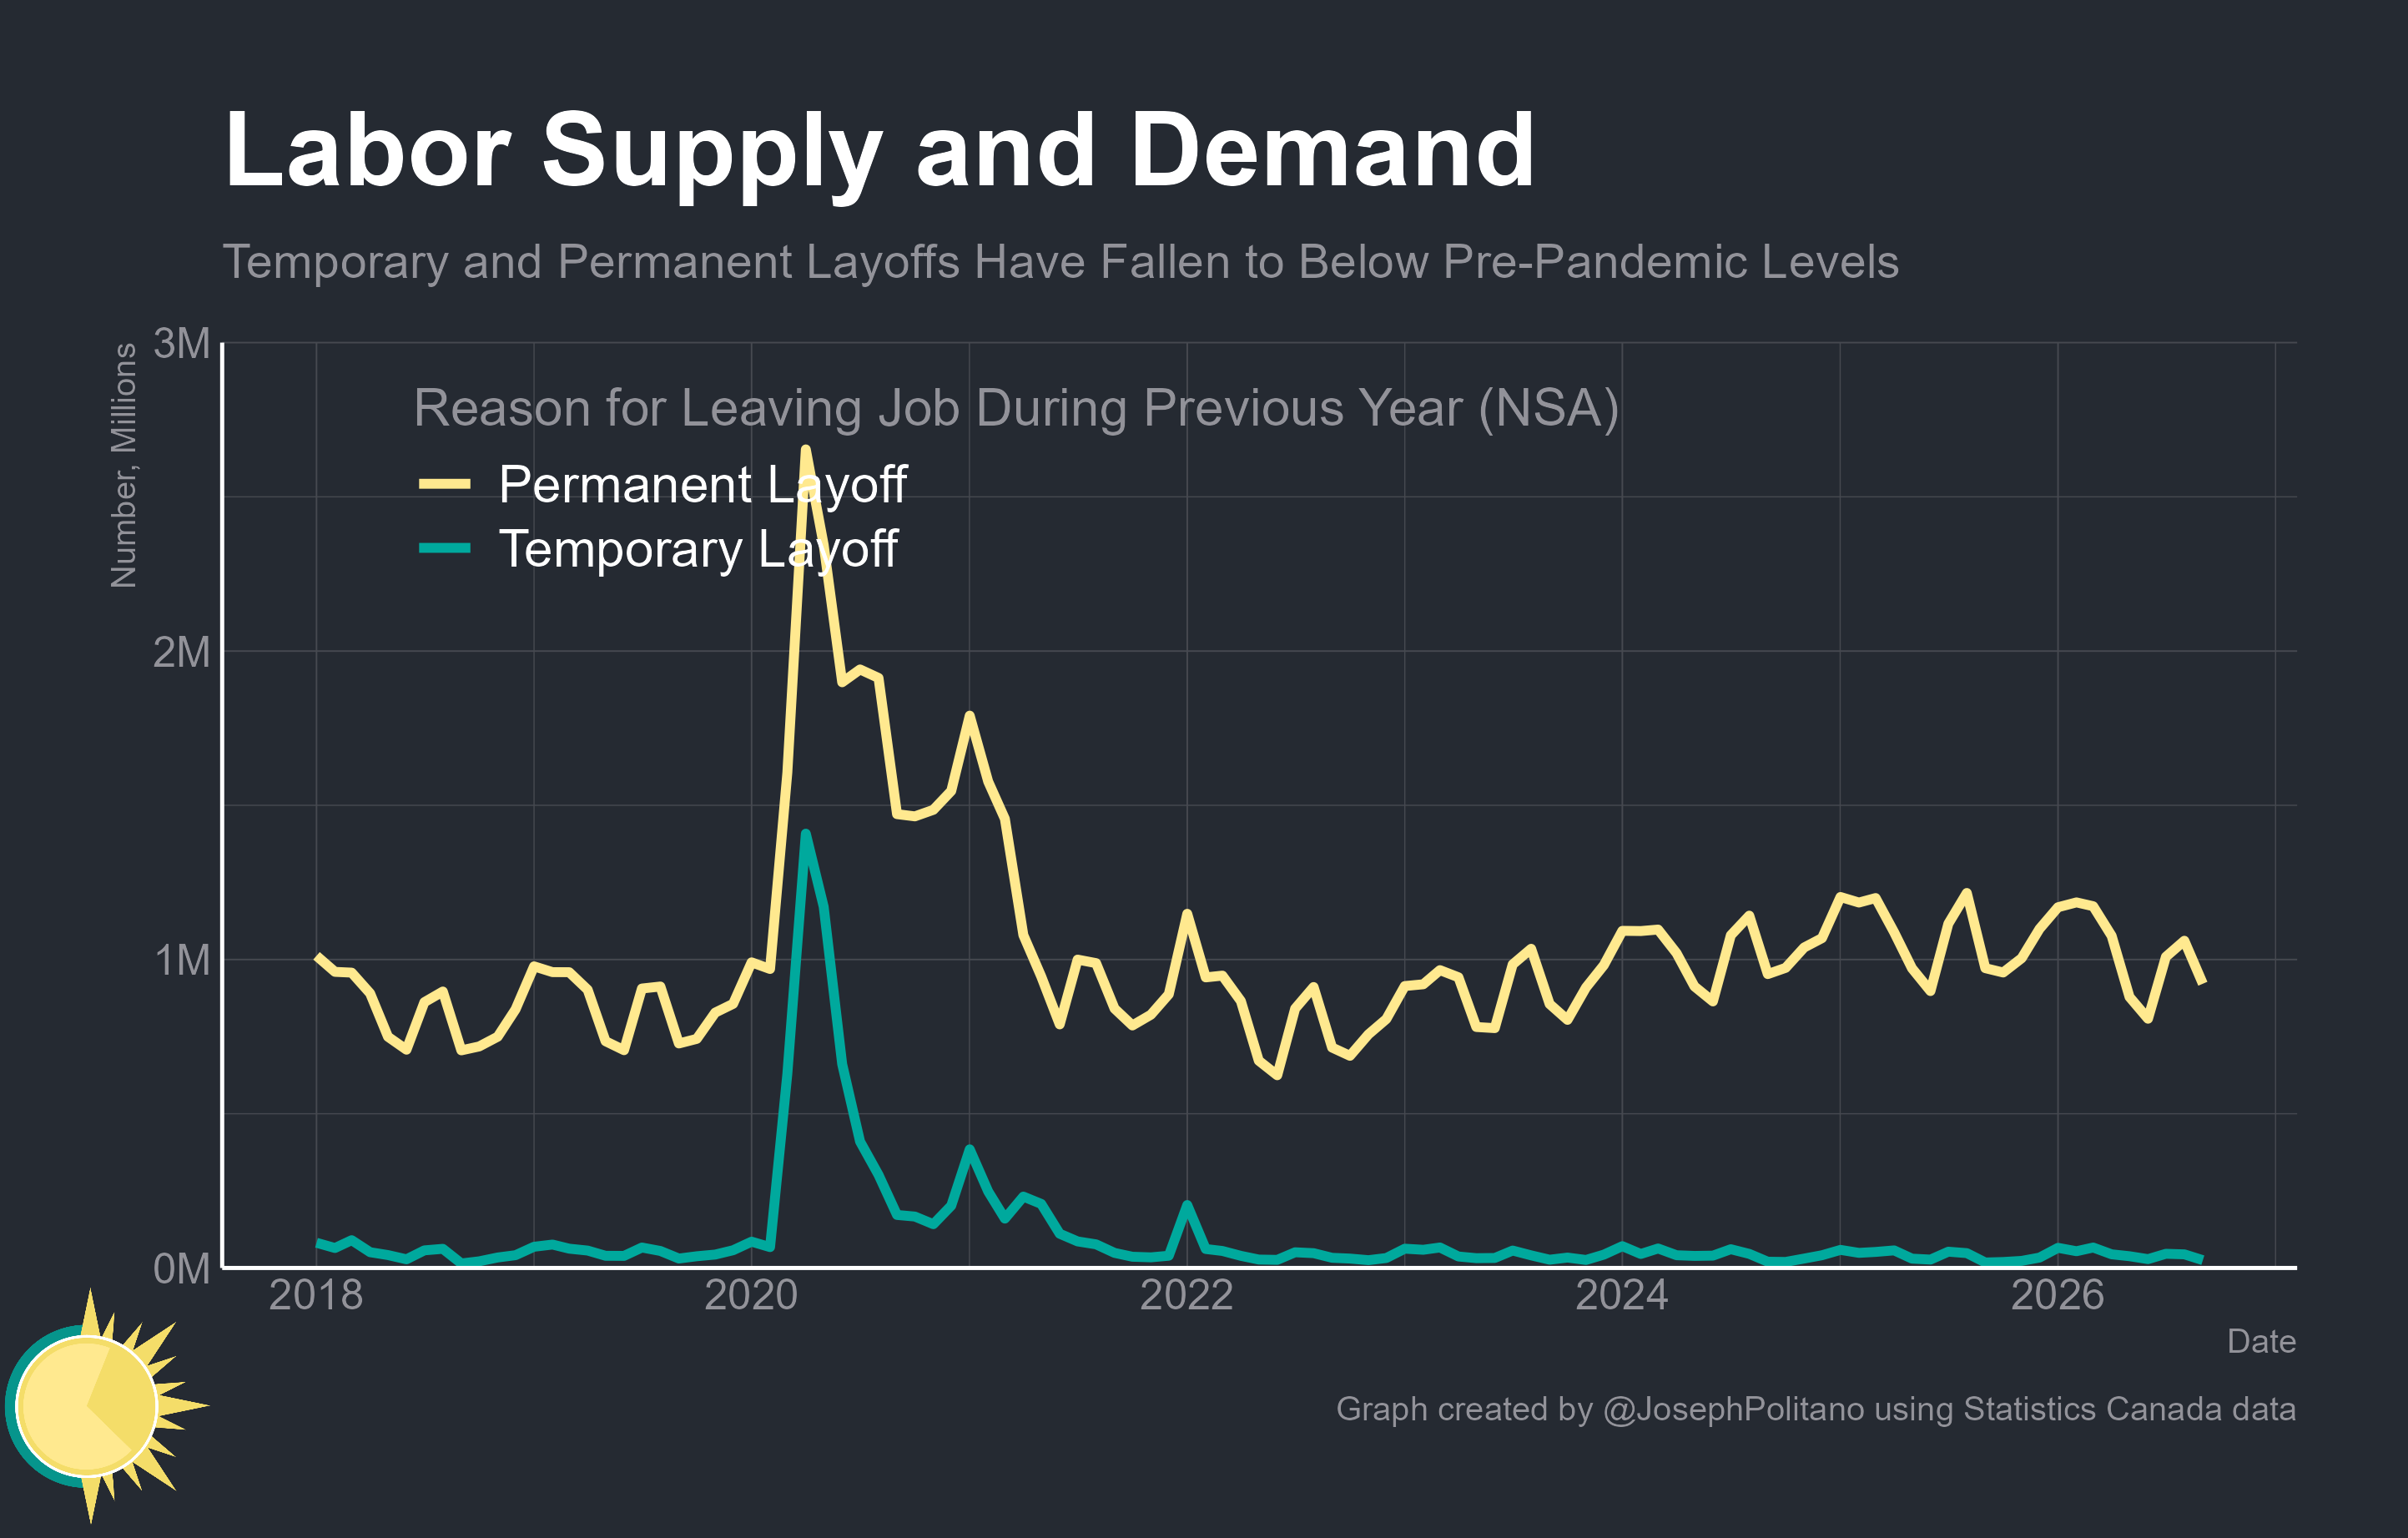 Labor Supply and Demand
Temporary and Permanent Layoffs Have Fallen to Below Pre-Pandemic Levels
Number, Millions
3M
2M
1M
0M
Reason for Leaving Job During Previous Year (NSA)
Permanent Layoff
Temporary Layoff
2018 2020 2022 2024 2026
Date
Graph created by @JosephPolitano using Statistics Canada data